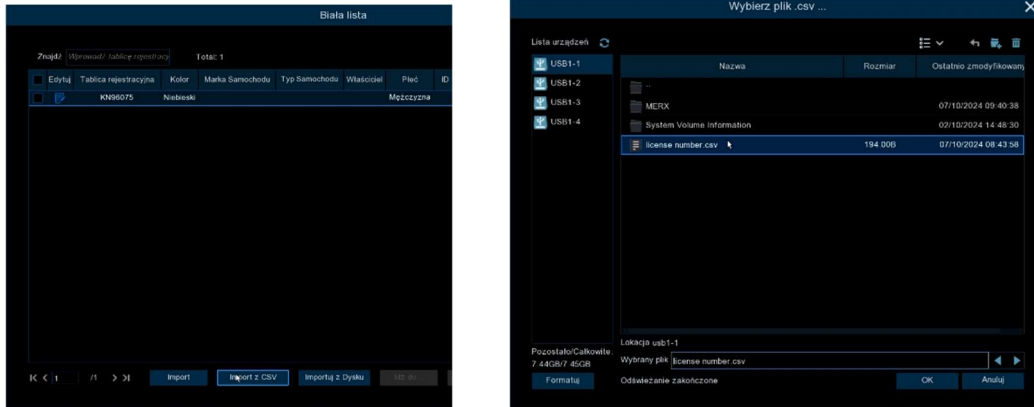 Biała lista
Znajdź Wprowadź tablicę rejestracy Total: 1
Edytuj Tablica rejestracyjna Kolor Marka Samochodu Typ Samochodu Właściciel Płeć ID
KN96075 Niebieski Mężczyzna
1 /1 Import Import z CSV Importuj z Dysku
Wybierz plik .csv ...
Lista urządzeń
USB1-1
USB1-2
USB1-3
USB1-4
Nazwa Rozmiar Ostatnio zmodyfikowany
..
MERX 07/10/2024 09:40:38
System Volume Information 02/10/2024 14:48:30
license number.csv 194.00B 07/10/2024 08:43:58
Lokacja usb1-1
Pozostało/Całkowite:
7.44GB/7.45GB
Wybrany plik license number.csv
Formatuj Odświeżanie zakończone OK Anuluj